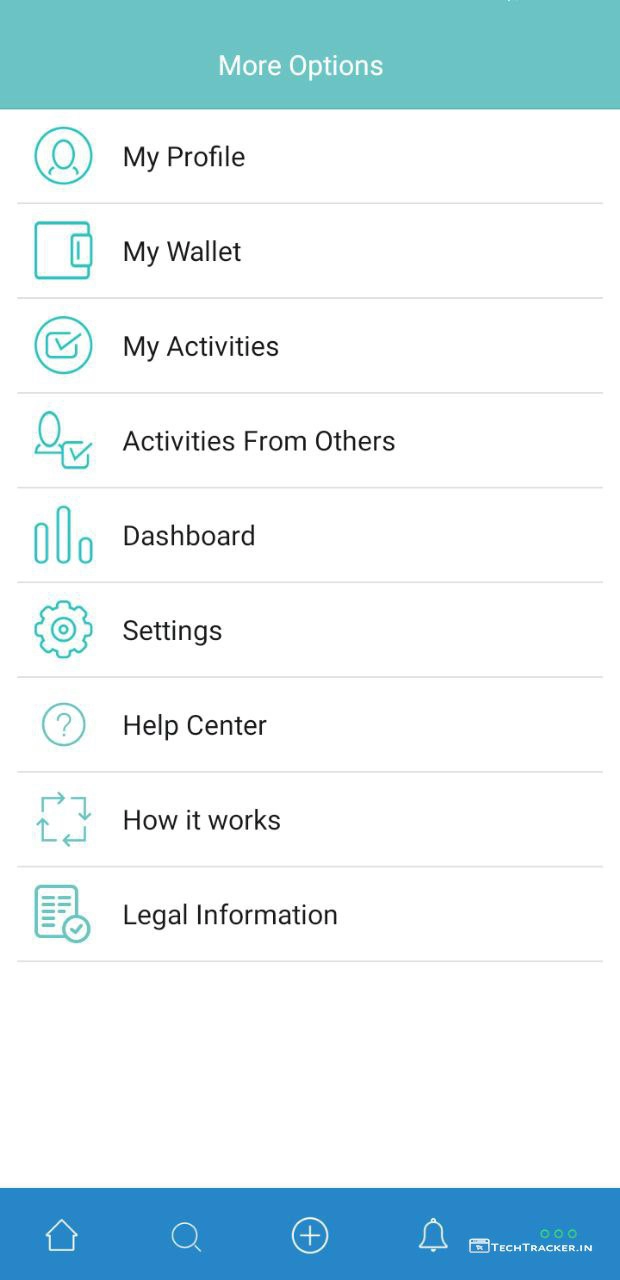 More Options
My Profile
My Wallet
My Activities
Activities From Others
Dashboard
Settings
? Help Center
How it works
Legal Information
TECHTRACKER.IN